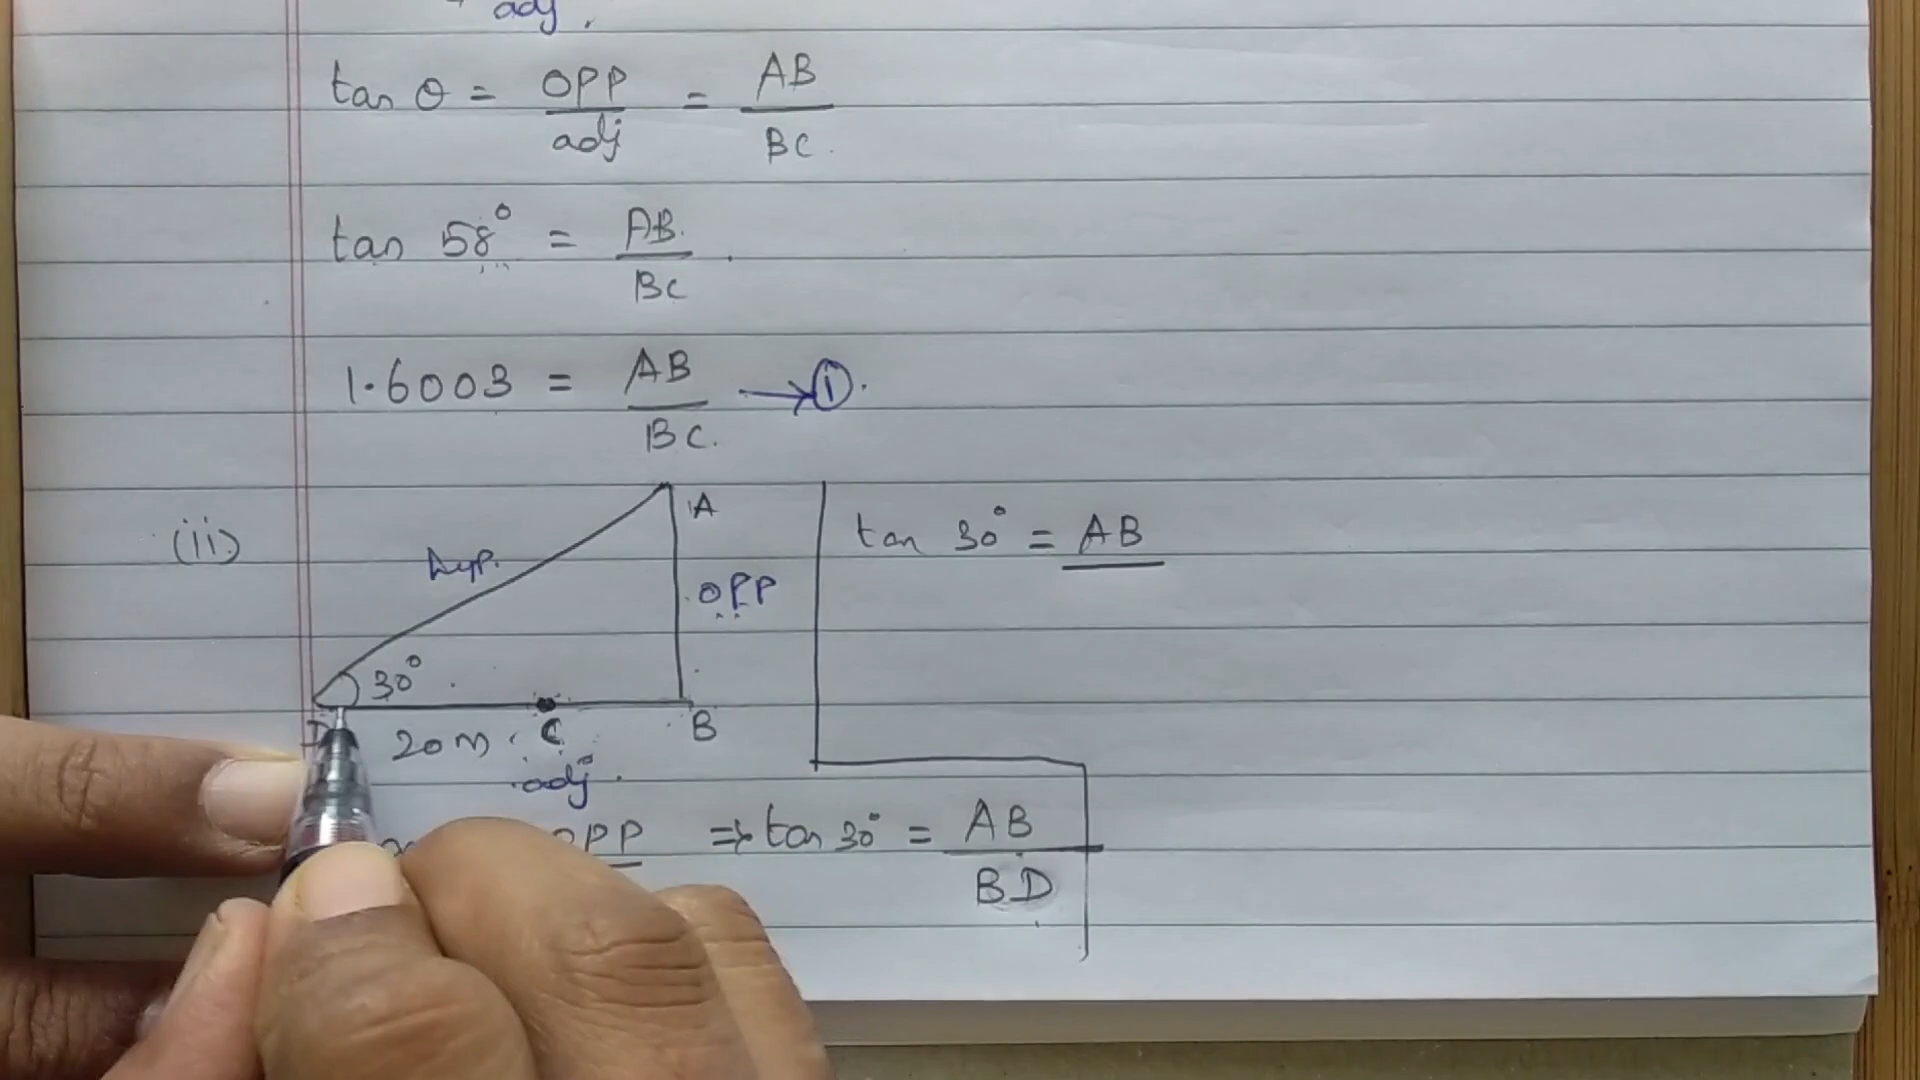 adj.
tan θ = opp/adj = AB/BC.
tan 58° = AB/BC.
1.6003 = AB/BC. → ①.
(ii)
A
hyp.
opp
30°
D
20m
C
B
adj.
tan 30° = AB
opp ⇒ tan 30° = AB/BD